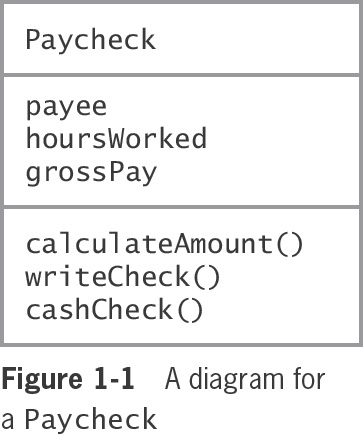 Paycheck
payee
hoursWorked
grossPay
calculateAmount()
writeCheck()
cashCheck()
Figure 1-1 A diagram for
a Paycheck